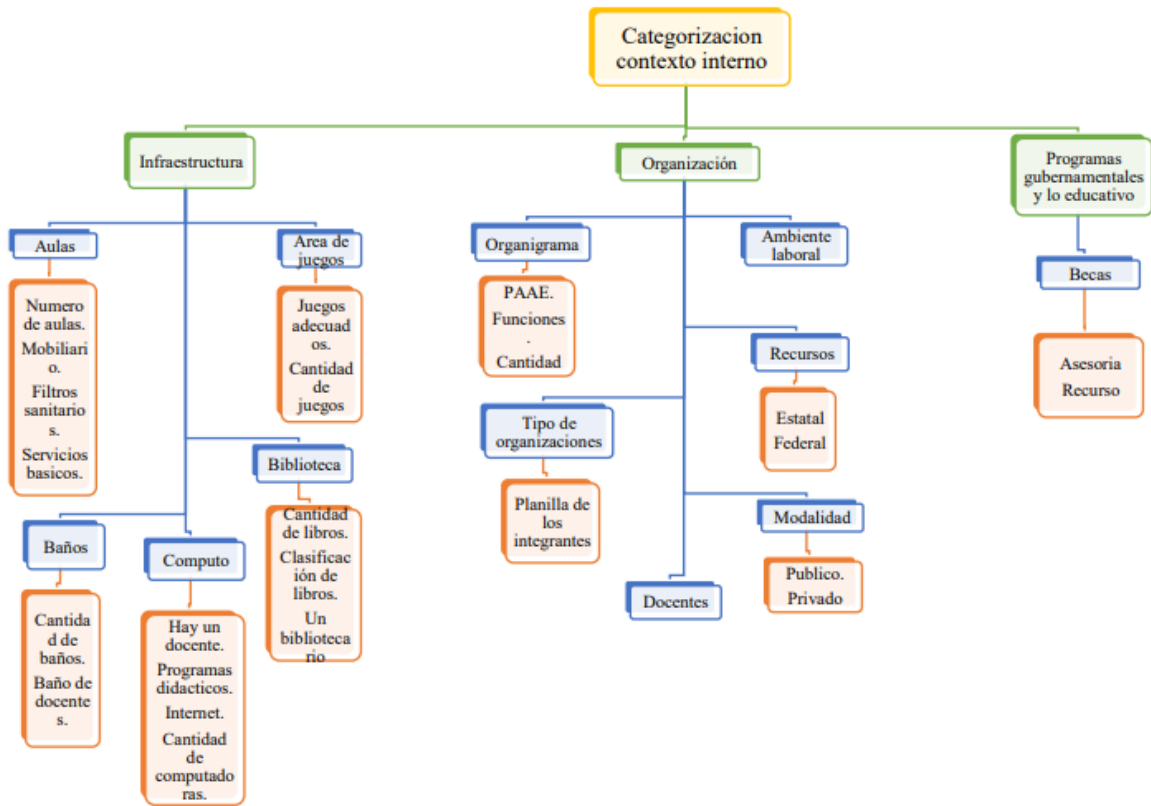 Categorizacion
contexto interno
Infraestructura
Organización
Programas
gubernamentales
y lo educativo
Aulas
Area de
juegos
Numero
de aulas.
Mobiliari
o.
Filtros
sanitario
s.
Servicios
basicos.
Juegos
adecuad
os.
Cantidad
de
juegos
Baños
Computo
Biblioteca
Cantida
d de
baños.
Baño de
docente
s.
Hay un
docente.
Programas
didacticos.
Internet.
Cantidad
de
computado
ras.
Cantidad
de libros.
Clasificac
ión de
libros.
Un
biblioteca
rio
Organigrama
Ambiente
laboral
PAAE.
Funciones
.
Cantidad
Recursos
Estatal
Federal
Tipo de
organizaciones
Planilla de
los
integrantes
Modalidad
Publico.
Privado
Docentes
Becas
Asesoria
Recurso